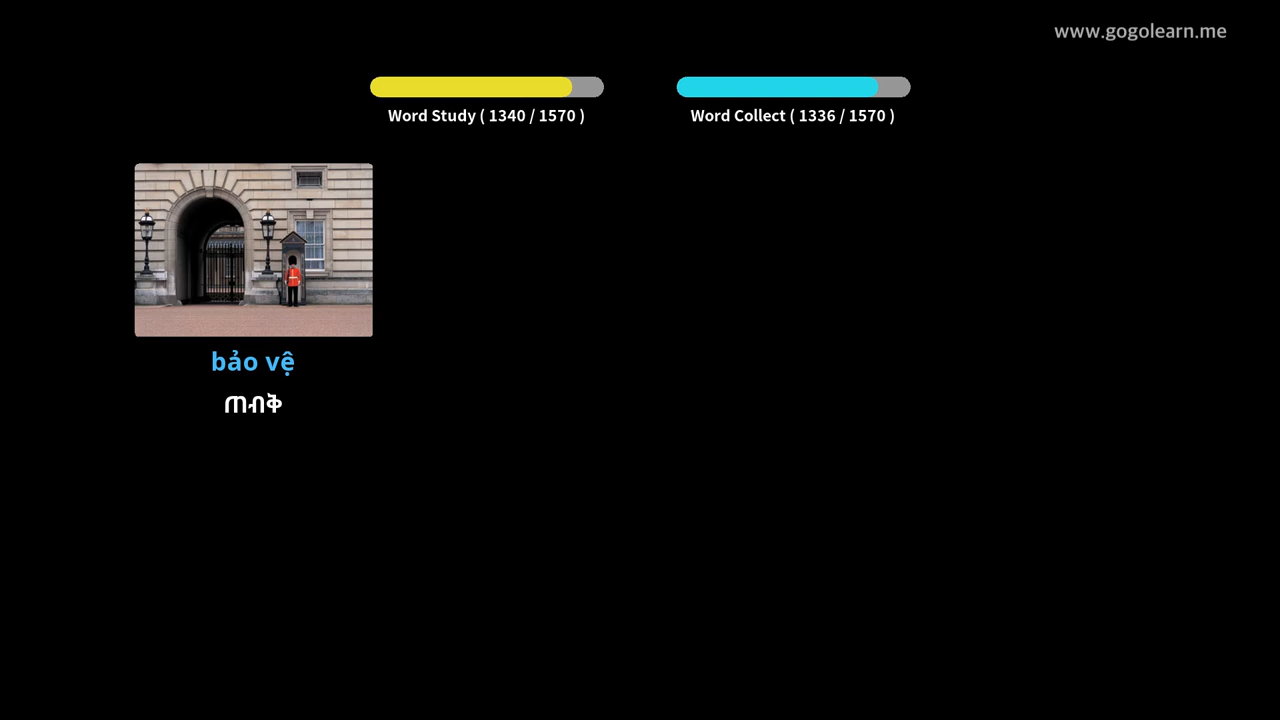 www.gogolearn.me
Word Study ( 1340 / 1570 )
Word Collect ( 1336 / 1570 )
bảo vệ
ጠብቅ